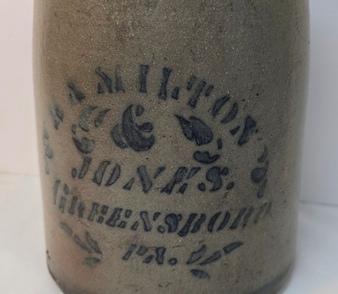 HAMILTON
&
JONES.
GREENSBORO
PA.